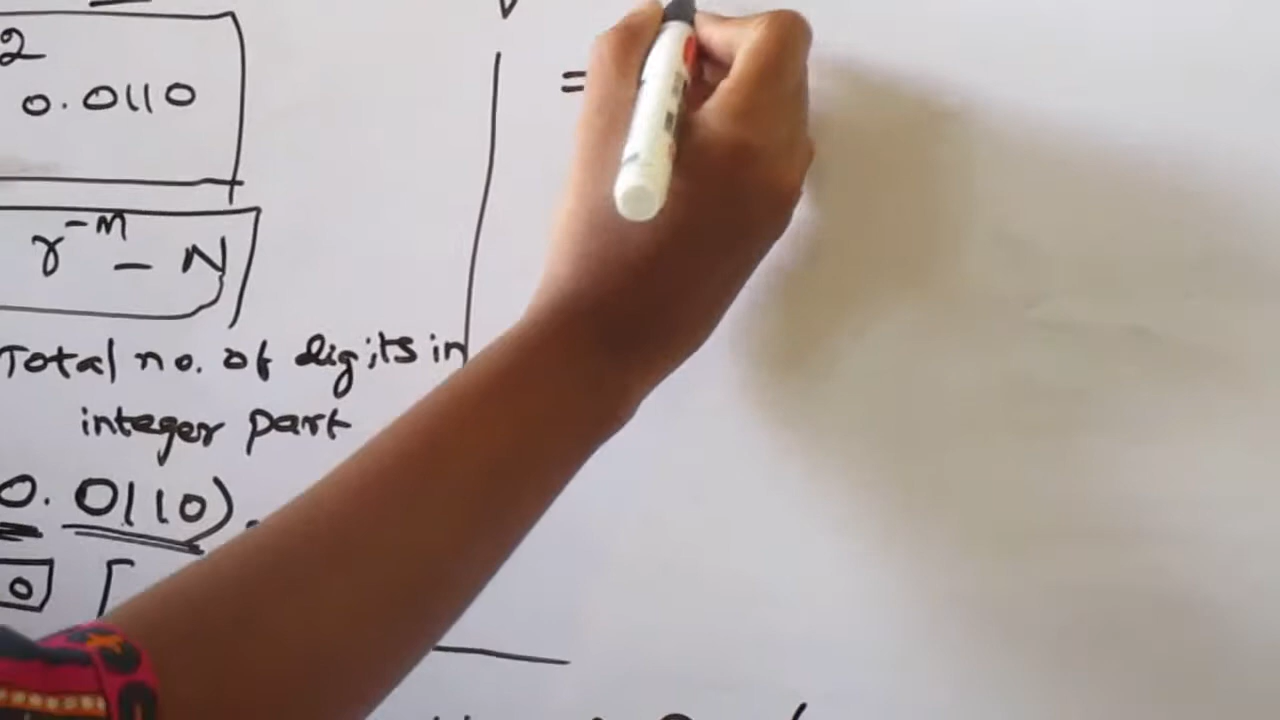 2
0.0110
r^-M - N
=
Total no. of digits in
integer part
0.0110)
0 [